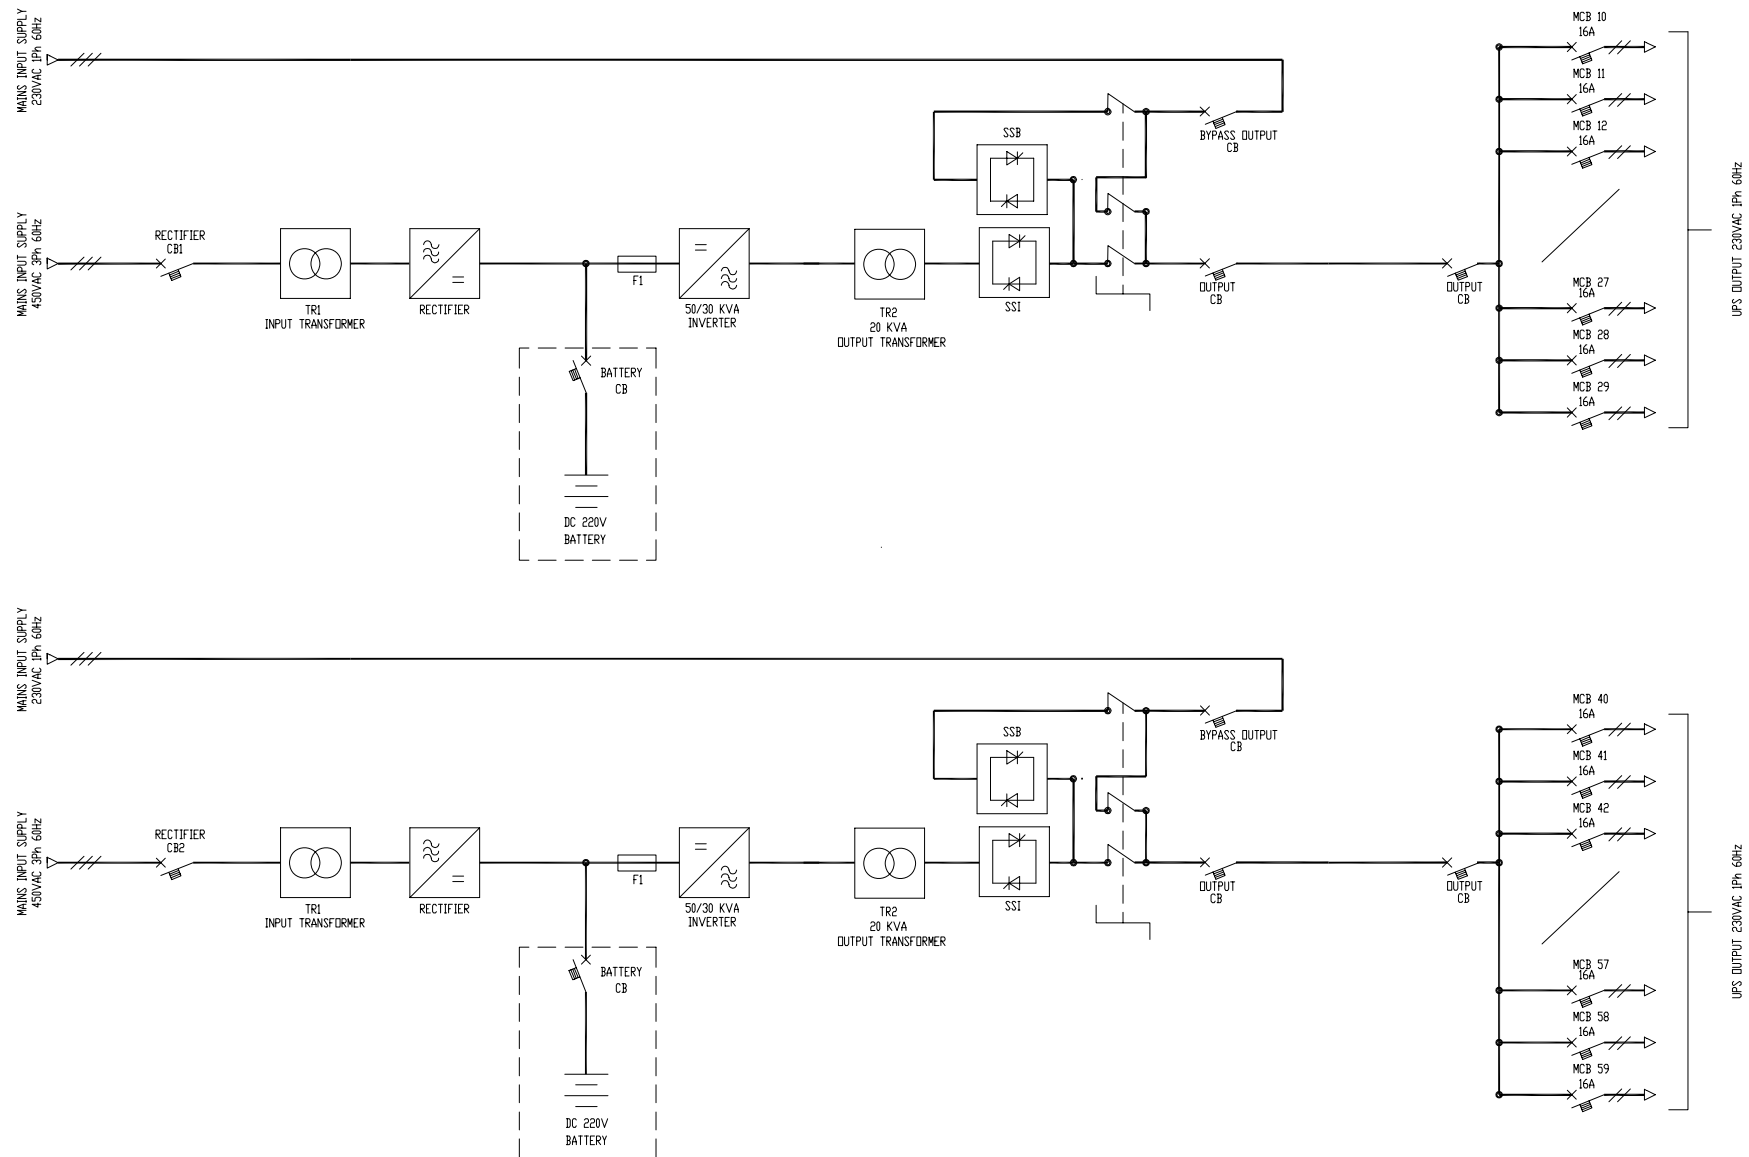 MAINS INPUT SUPPLY
230VAC 1Ph 60Hz
MCB 10
16A
MCB 11
16A
MCB 12
16A
BYPASS OUTPUT
CB
SSB
MAINS INPUT SUPPLY
450VAC 3Ph 60Hz
RECTIFIER
CB1
TR1
INPUT TRANSFORMER
RECTIFIER
F1
50/30 KVA
INVERTER
TR2
20 KVA
OUTPUT TRANSFORMER
SSI
OUTPUT
CB
OUTPUT
CB
UPS OUTPUT 230VAC 1Ph 60Hz
MCB 27
16A
MCB 28
16A
MCB 29
16A
BATTERY
CB
DC 220V
BATTERY
MAINS INPUT SUPPLY
230VAC 1Ph 60Hz
MCB 40
16A
MCB 41
16A
MCB 42
16A
BYPASS OUTPUT
CB
SSB
MAINS INPUT SUPPLY
450VAC 3Ph 60Hz
RECTIFIER
CB2
TR1
INPUT TRANSFORMER
RECTIFIER
F1
50/30 KVA
INVERTER
TR2
20 KVA
OUTPUT TRANSFORMER
SSI
OUTPUT
CB
OUTPUT
CB
UPS OUTPUT 230VAC 1Ph 60Hz
MCB 57
16A
MCB 58
16A
MCB 59
16A
BATTERY
CB
DC 220V
BATTERY